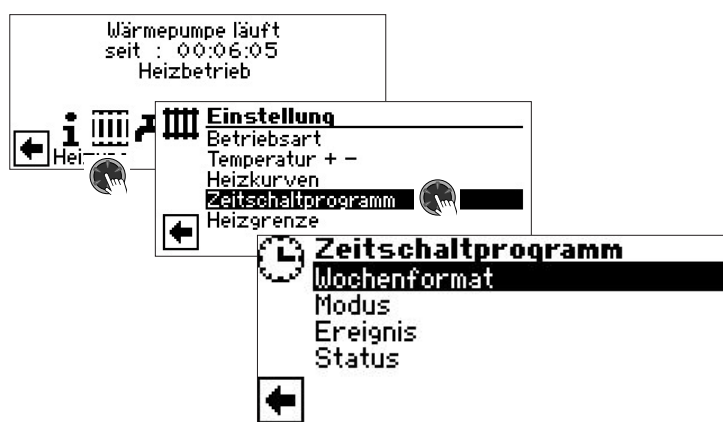 Wärmepumpe läuft
seit : 00:06:05
Heizbetrieb
Einstellung
Betriebsart
Temperatur + −
Heizkurven
Zeitschaltprogramm
Heizgrenze
Zeitschaltprogramm
Wochenformat
Modus
Ereignis
Status